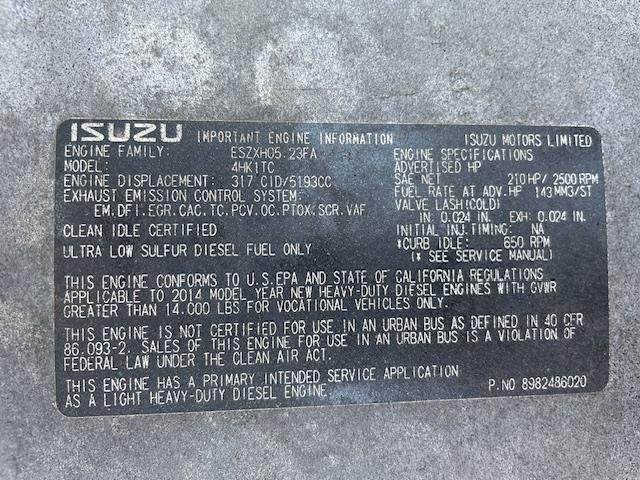 ISUZU IMPORTANT ENGINE INFORMATION ISUZU MOTORS LIMITED
ENGINE FAMILY: ESZXH05.23FA
MODEL: 4HK1TC
ENGINE DISPLACEMENT: 317 CID/5193CC
EXHAUST EMISSION CONTROL SYSTEM:
EM.DFI.EGR.CAC.TC.PCV.OC.PTOX.SCR.VAF
CLEAN IDLE CERTIFIED
ULTRA LOW SULFUR DIESEL FUEL ONLY
ENGINE SPECIFICATIONS
ADVERTISED HP
SAE NET 210HP/2500RPM
FUEL RATE AT ADV.HP 143MM3/ST
VALVE LASH(COLD)
IN: 0.024 IN. EXH: 0.024 IN.
INITIAL INJ.TIMING: NA
*CURB IDLE: 650 RPM
(* SEE SERVICE MANUAL)
THIS ENGINE CONFORMS TO U.S.EPA AND STATE OF CALIFORNIA REGULATIONS
APPLICABLE TO 2014 MODEL YEAR NEW HEAVY-DUTY DIESEL ENGINES WITH GVWR
GREATER THAN 14,000 LBS FOR VOCATIONAL VEHICLES ONLY.
THIS ENGINE IS NOT CERTIFIED FOR USE IN AN URBAN BUS AS DEFINED IN 40 CFR
86.093-2. SALES OF THIS ENGINE FOR USE IN AN URBAN BUS IS A VIOLATION OF
FEDERAL LAW UNDER THE CLEAN AIR ACT.
THIS ENGINE HAS A PRIMARY INTENDED SERVICE APPLICATION
AS A LIGHT HEAVY-DUTY DIESEL ENGINE. P.NO 8982486020